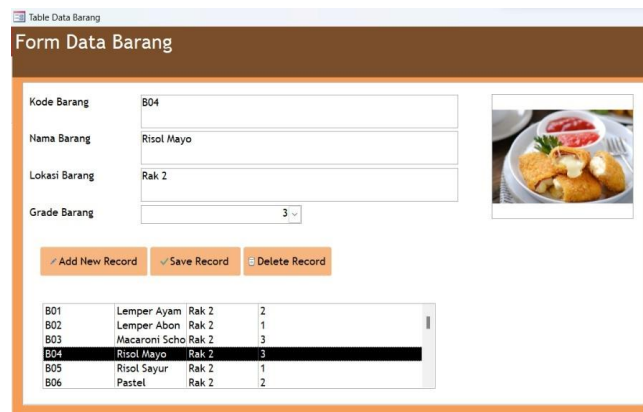 Table Data Barang
Form Data Barang
Kode Barang B04
Nama Barang Risol Mayo
Lokasi Barang Rak 2
Grade Barang 3
Add New Record Save Record Delete Record
B01 Lemper Ayam Rak 2 2
B02 Lemper Abon Rak 2 1
B03 Macaroni Scho Rak 2 3
B04 Risol Mayo Rak 2 3
B05 Risol Sayur Rak 2 1
B06 Pastel Rak 2 2